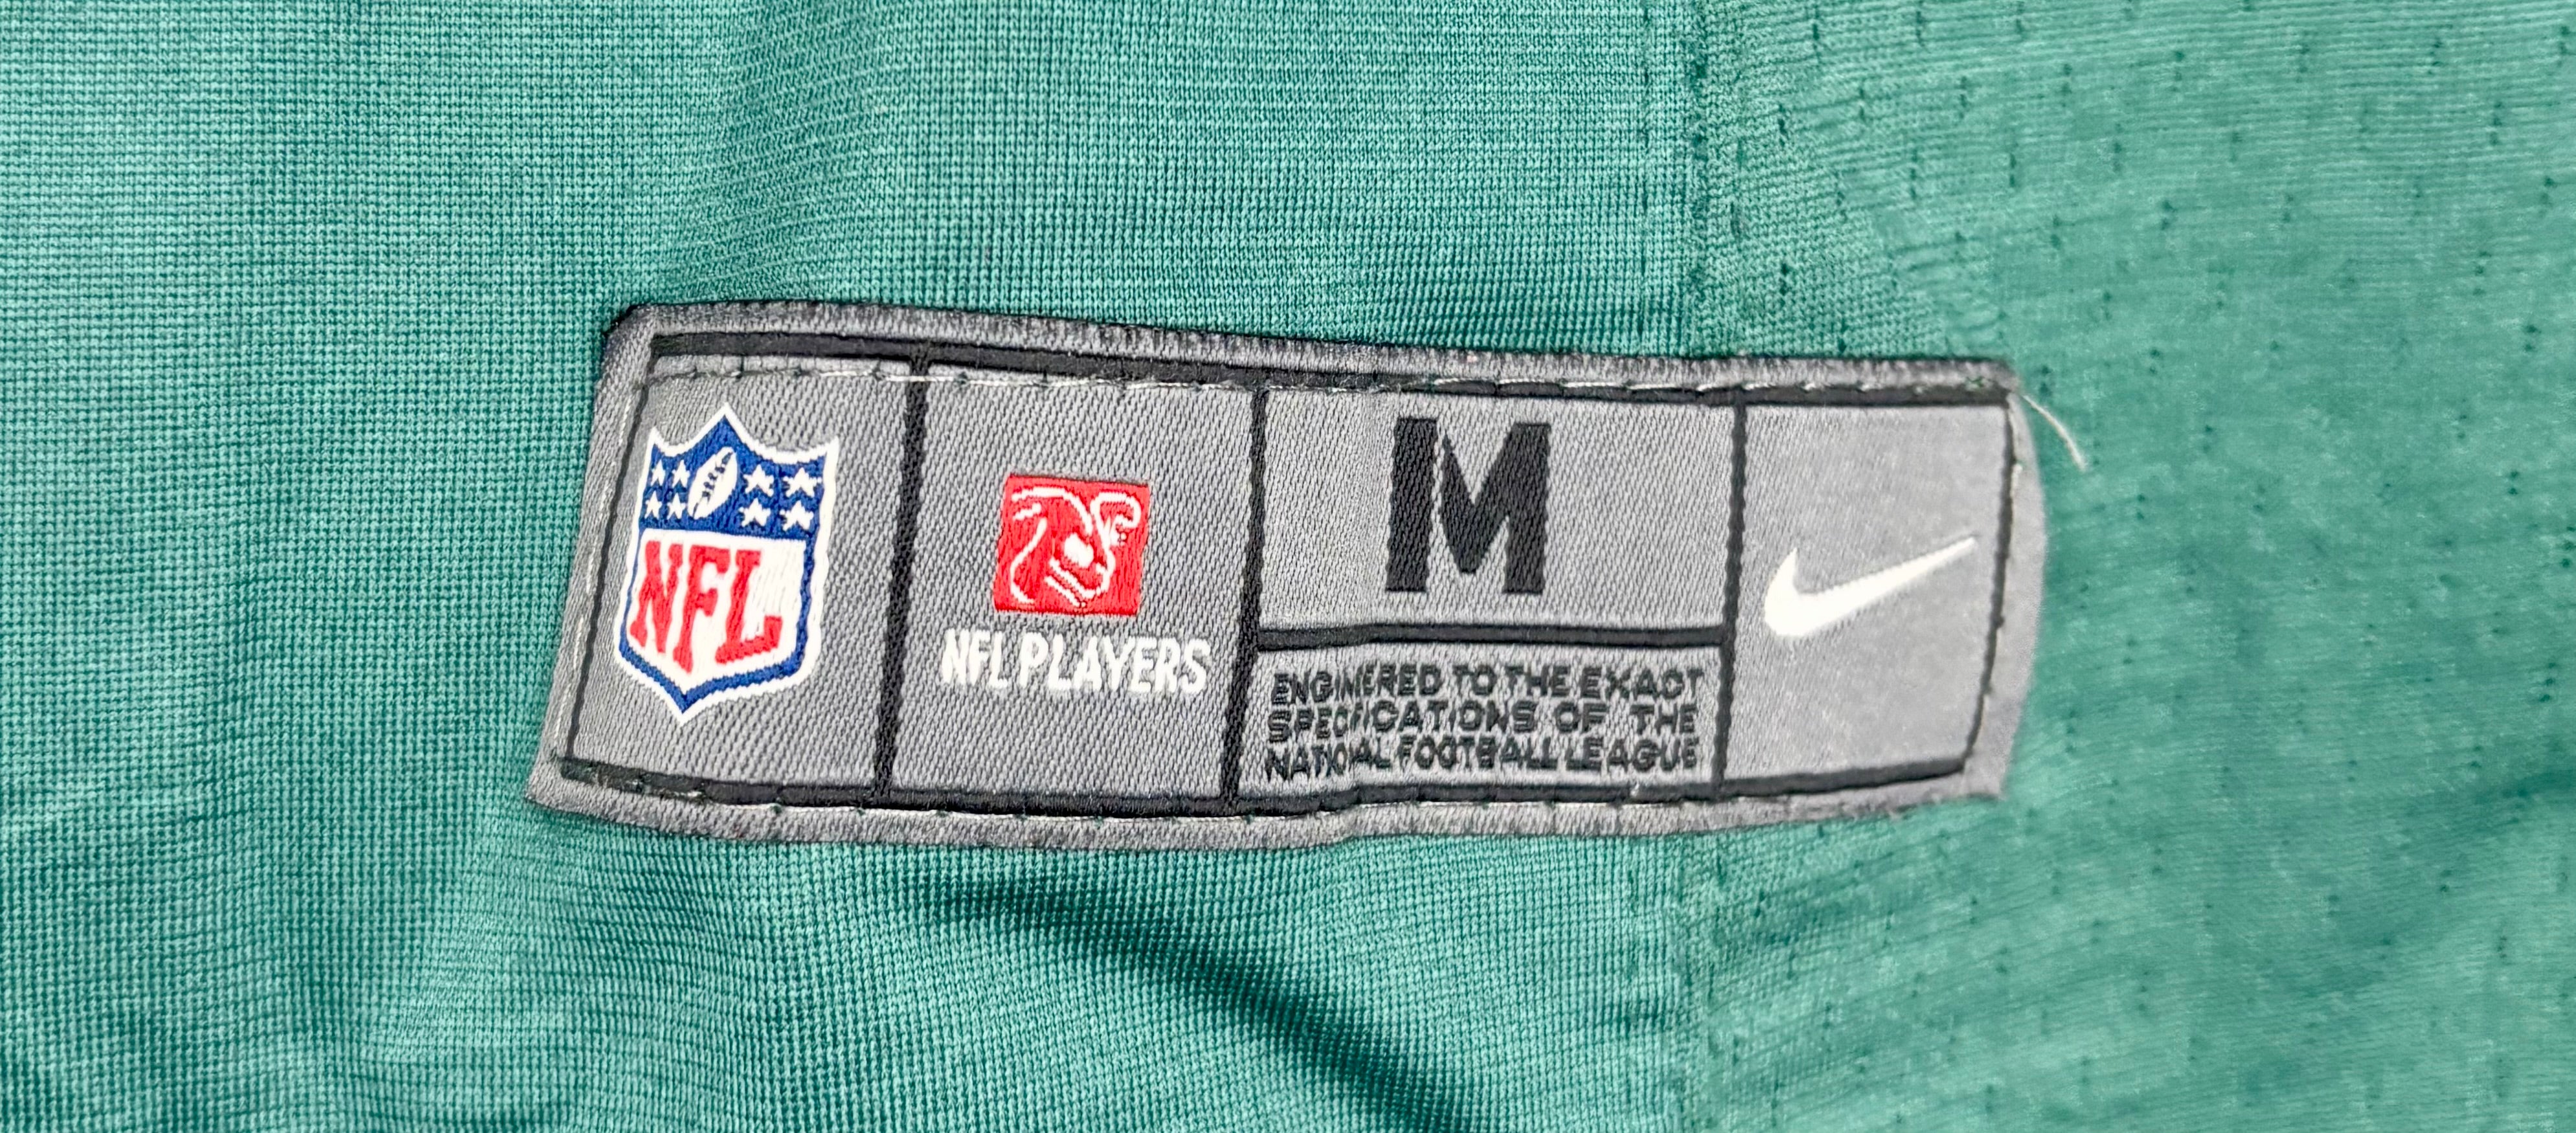 NFL
NFL PLAYERS
M
ENGINEERED TO THE EXACT
SPECIFICATIONS OF THE
NATIONAL FOOTBALL LEAGUE